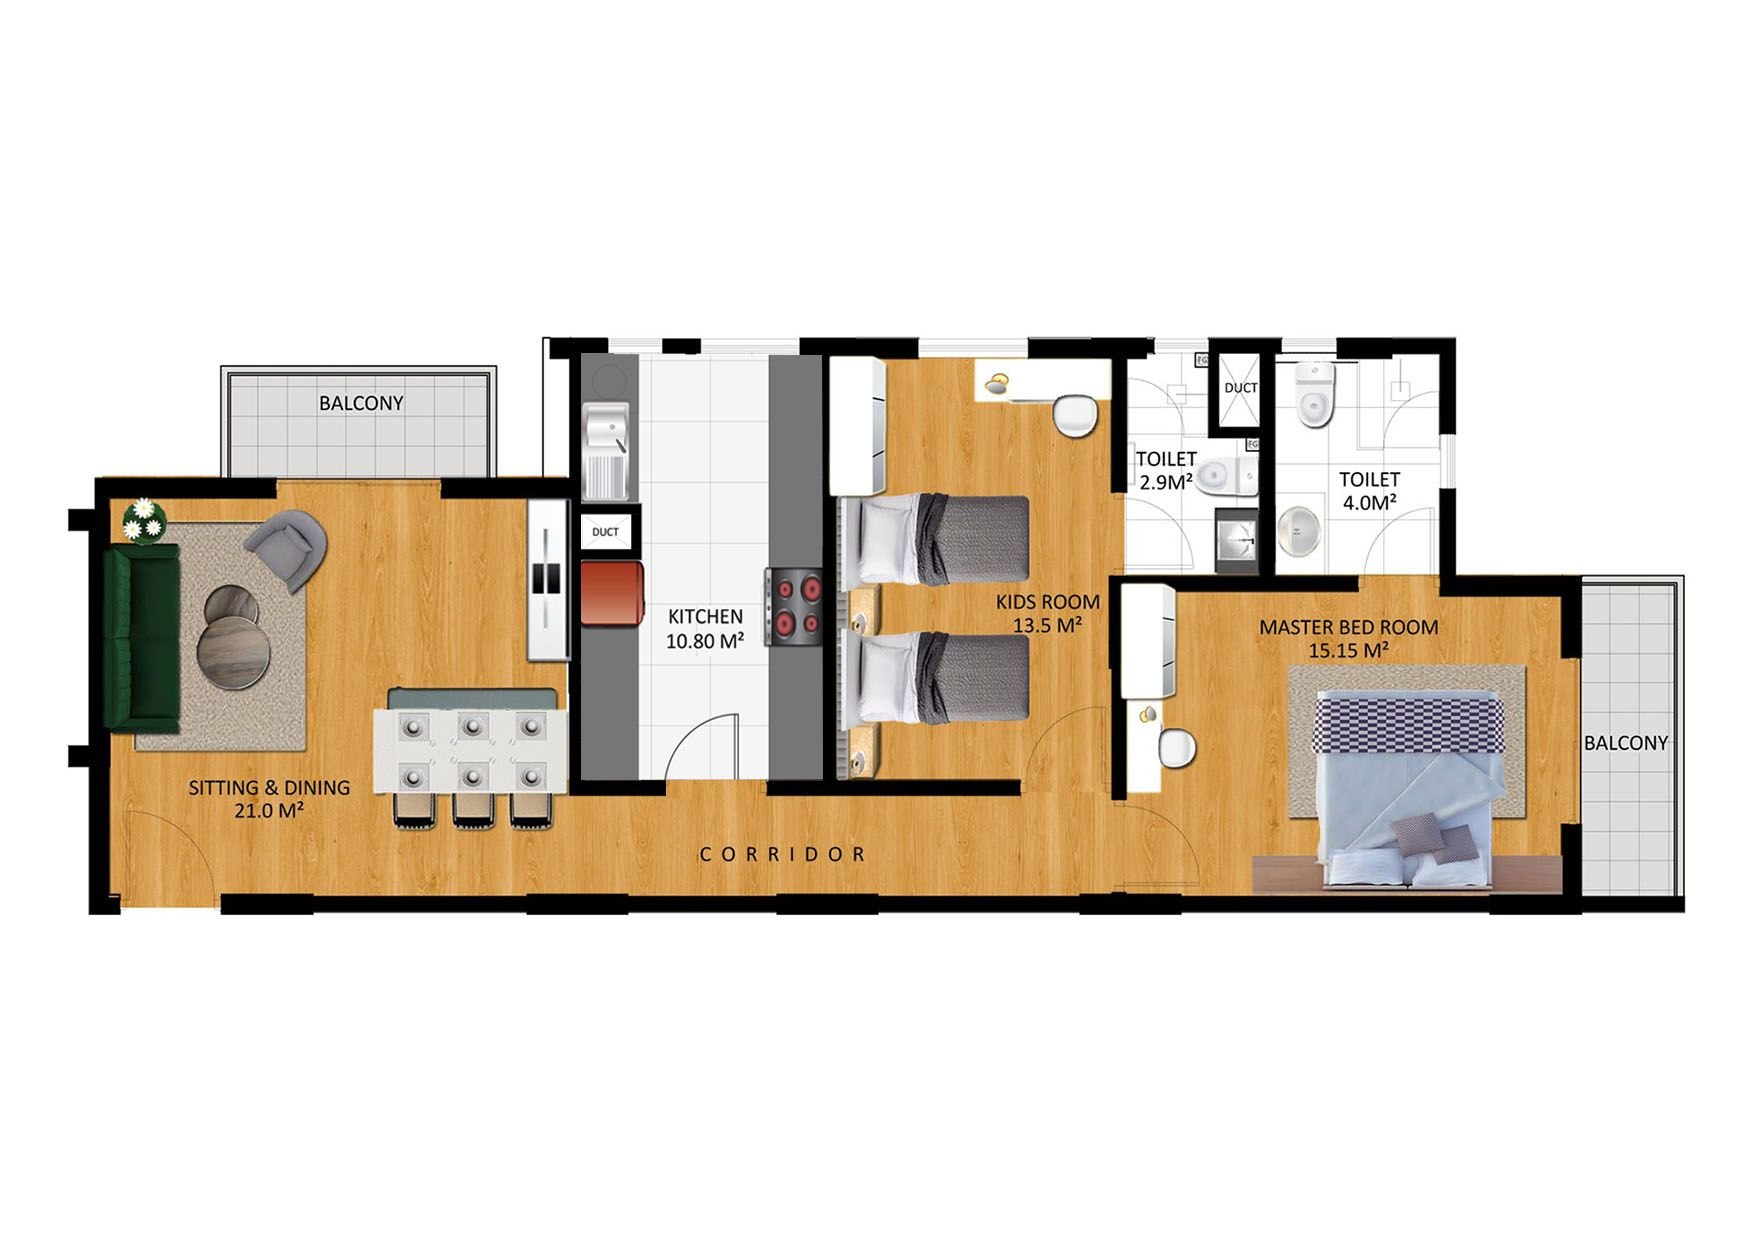 BALCONY
DUCT
TOILET
2.9M²
TOILET
4.0M²
DUCT
KITCHEN
10.80 M²
KIDS ROOM
13.5 M²
MASTER BED ROOM
15.15 M²
BALCONY
SITTING & DINING
21.0 M²
CORRIDOR